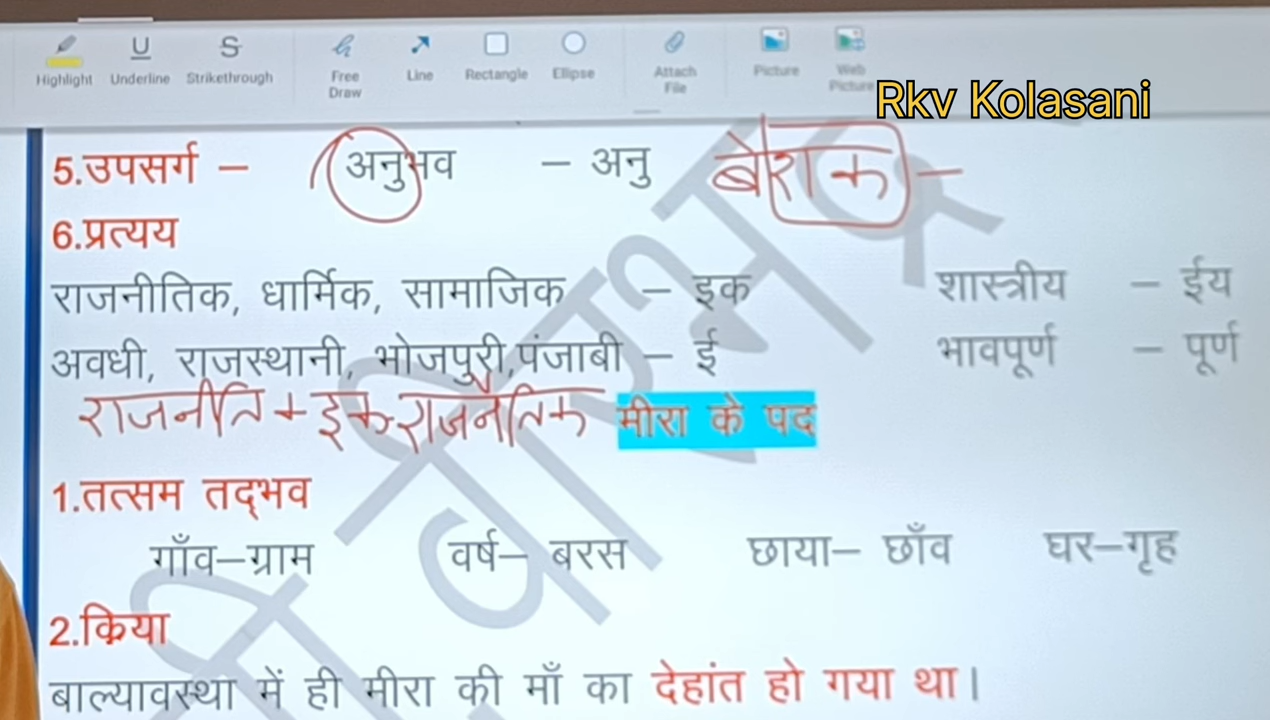 Highlight Underline Strikethrough Free Draw Line Rectangle Ellipse Attach File Picture Web Picture
Rkv Kolasani
5.उपसर्ग – अनुभव – अनु बेरोक –
6.प्रत्यय
राजनीतिक, धार्मिक, सामाजिक – इक शास्त्रीय – ईय
अवधी, राजस्थानी, भोजपुरी,पंजाबी – ई भावपूर्ण – पूर्ण
राजनीति + इक राजनैतिक मीरा के पद
1.तत्सम तद्भव
गाँव–ग्राम वर्ष– बरस छाया– छाँव घर–गृह
2.क्रिया
बाल्यावस्था में ही मीरा की माँ का देहांत हो गया था।